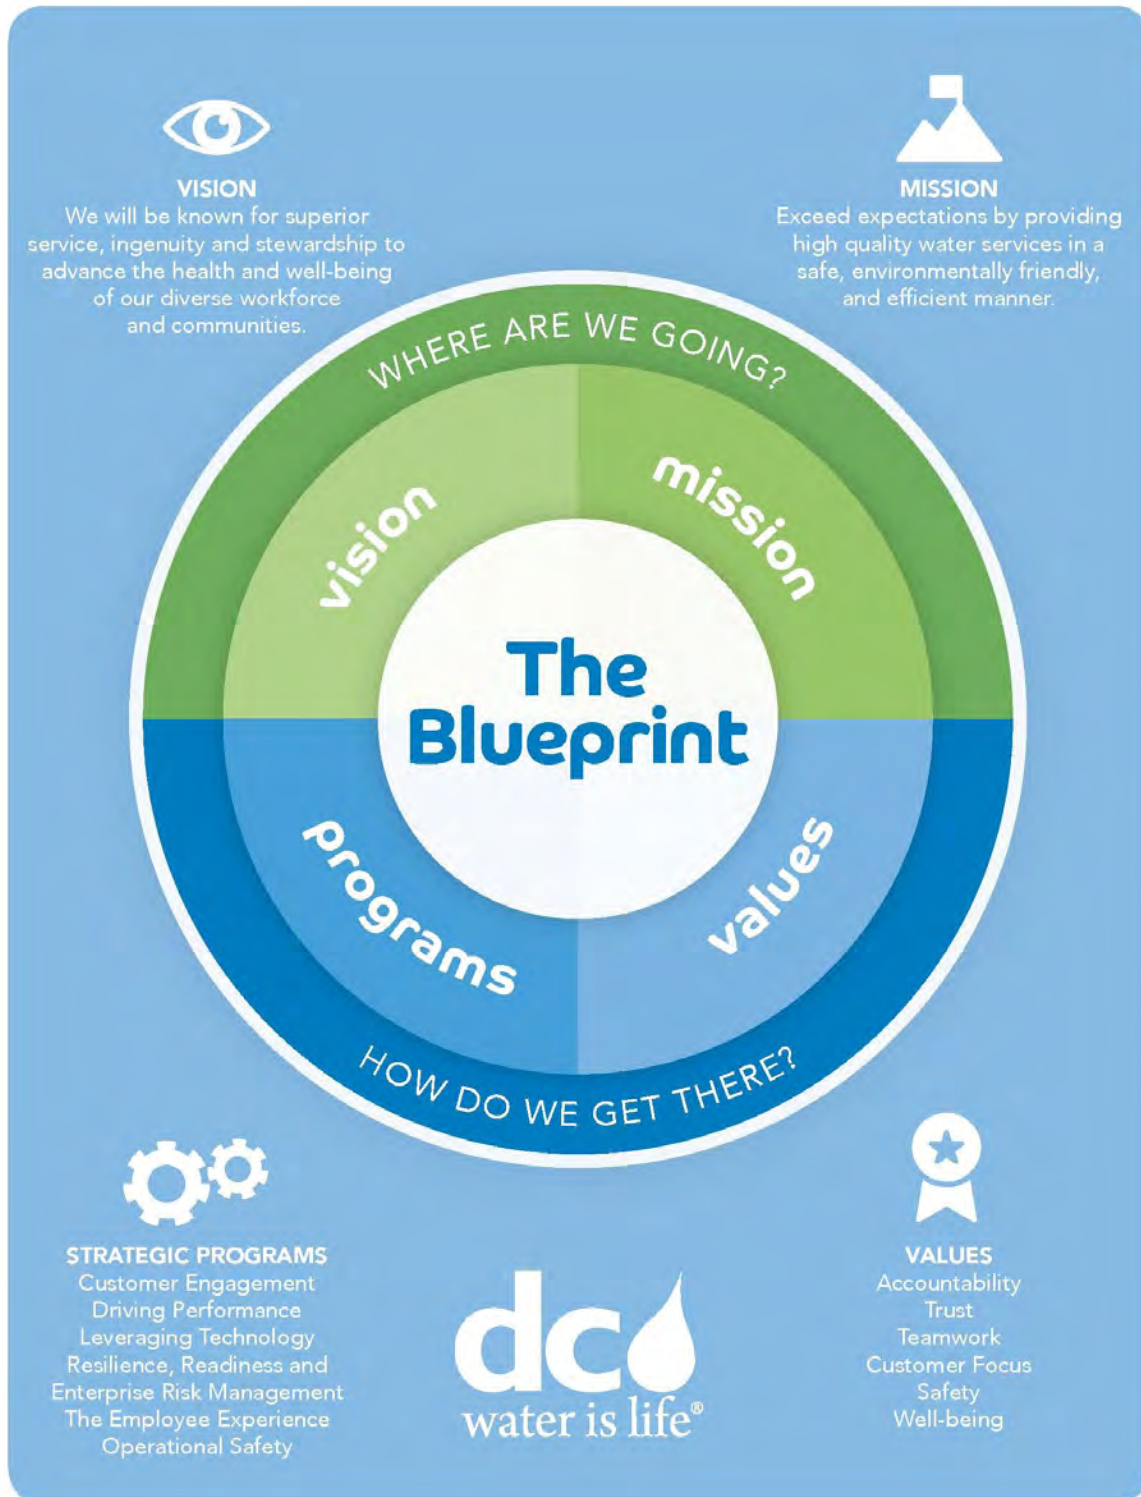 VISION
We will be known for superior
service, ingenuity and stewardship to
advance the health and well-being
of our diverse workforce
and communities.
MISSION
Exceed expectations by providing
high quality water services in a
safe, environmentally friendly,
and efficient manner.
WHERE ARE WE GOING?
vision
mission
The
Blueprint
programs
values
HOW DO WE GET THERE?
STRATEGIC PROGRAMS
Customer Engagement
Driving Performance
Leveraging Technology
Resilience, Readiness and
Enterprise Risk Management
The Employee Experience
Operational Safety
dc
water is life®
VALUES
Accountability
Trust
Teamwork
Customer Focus
Safety
Well-being